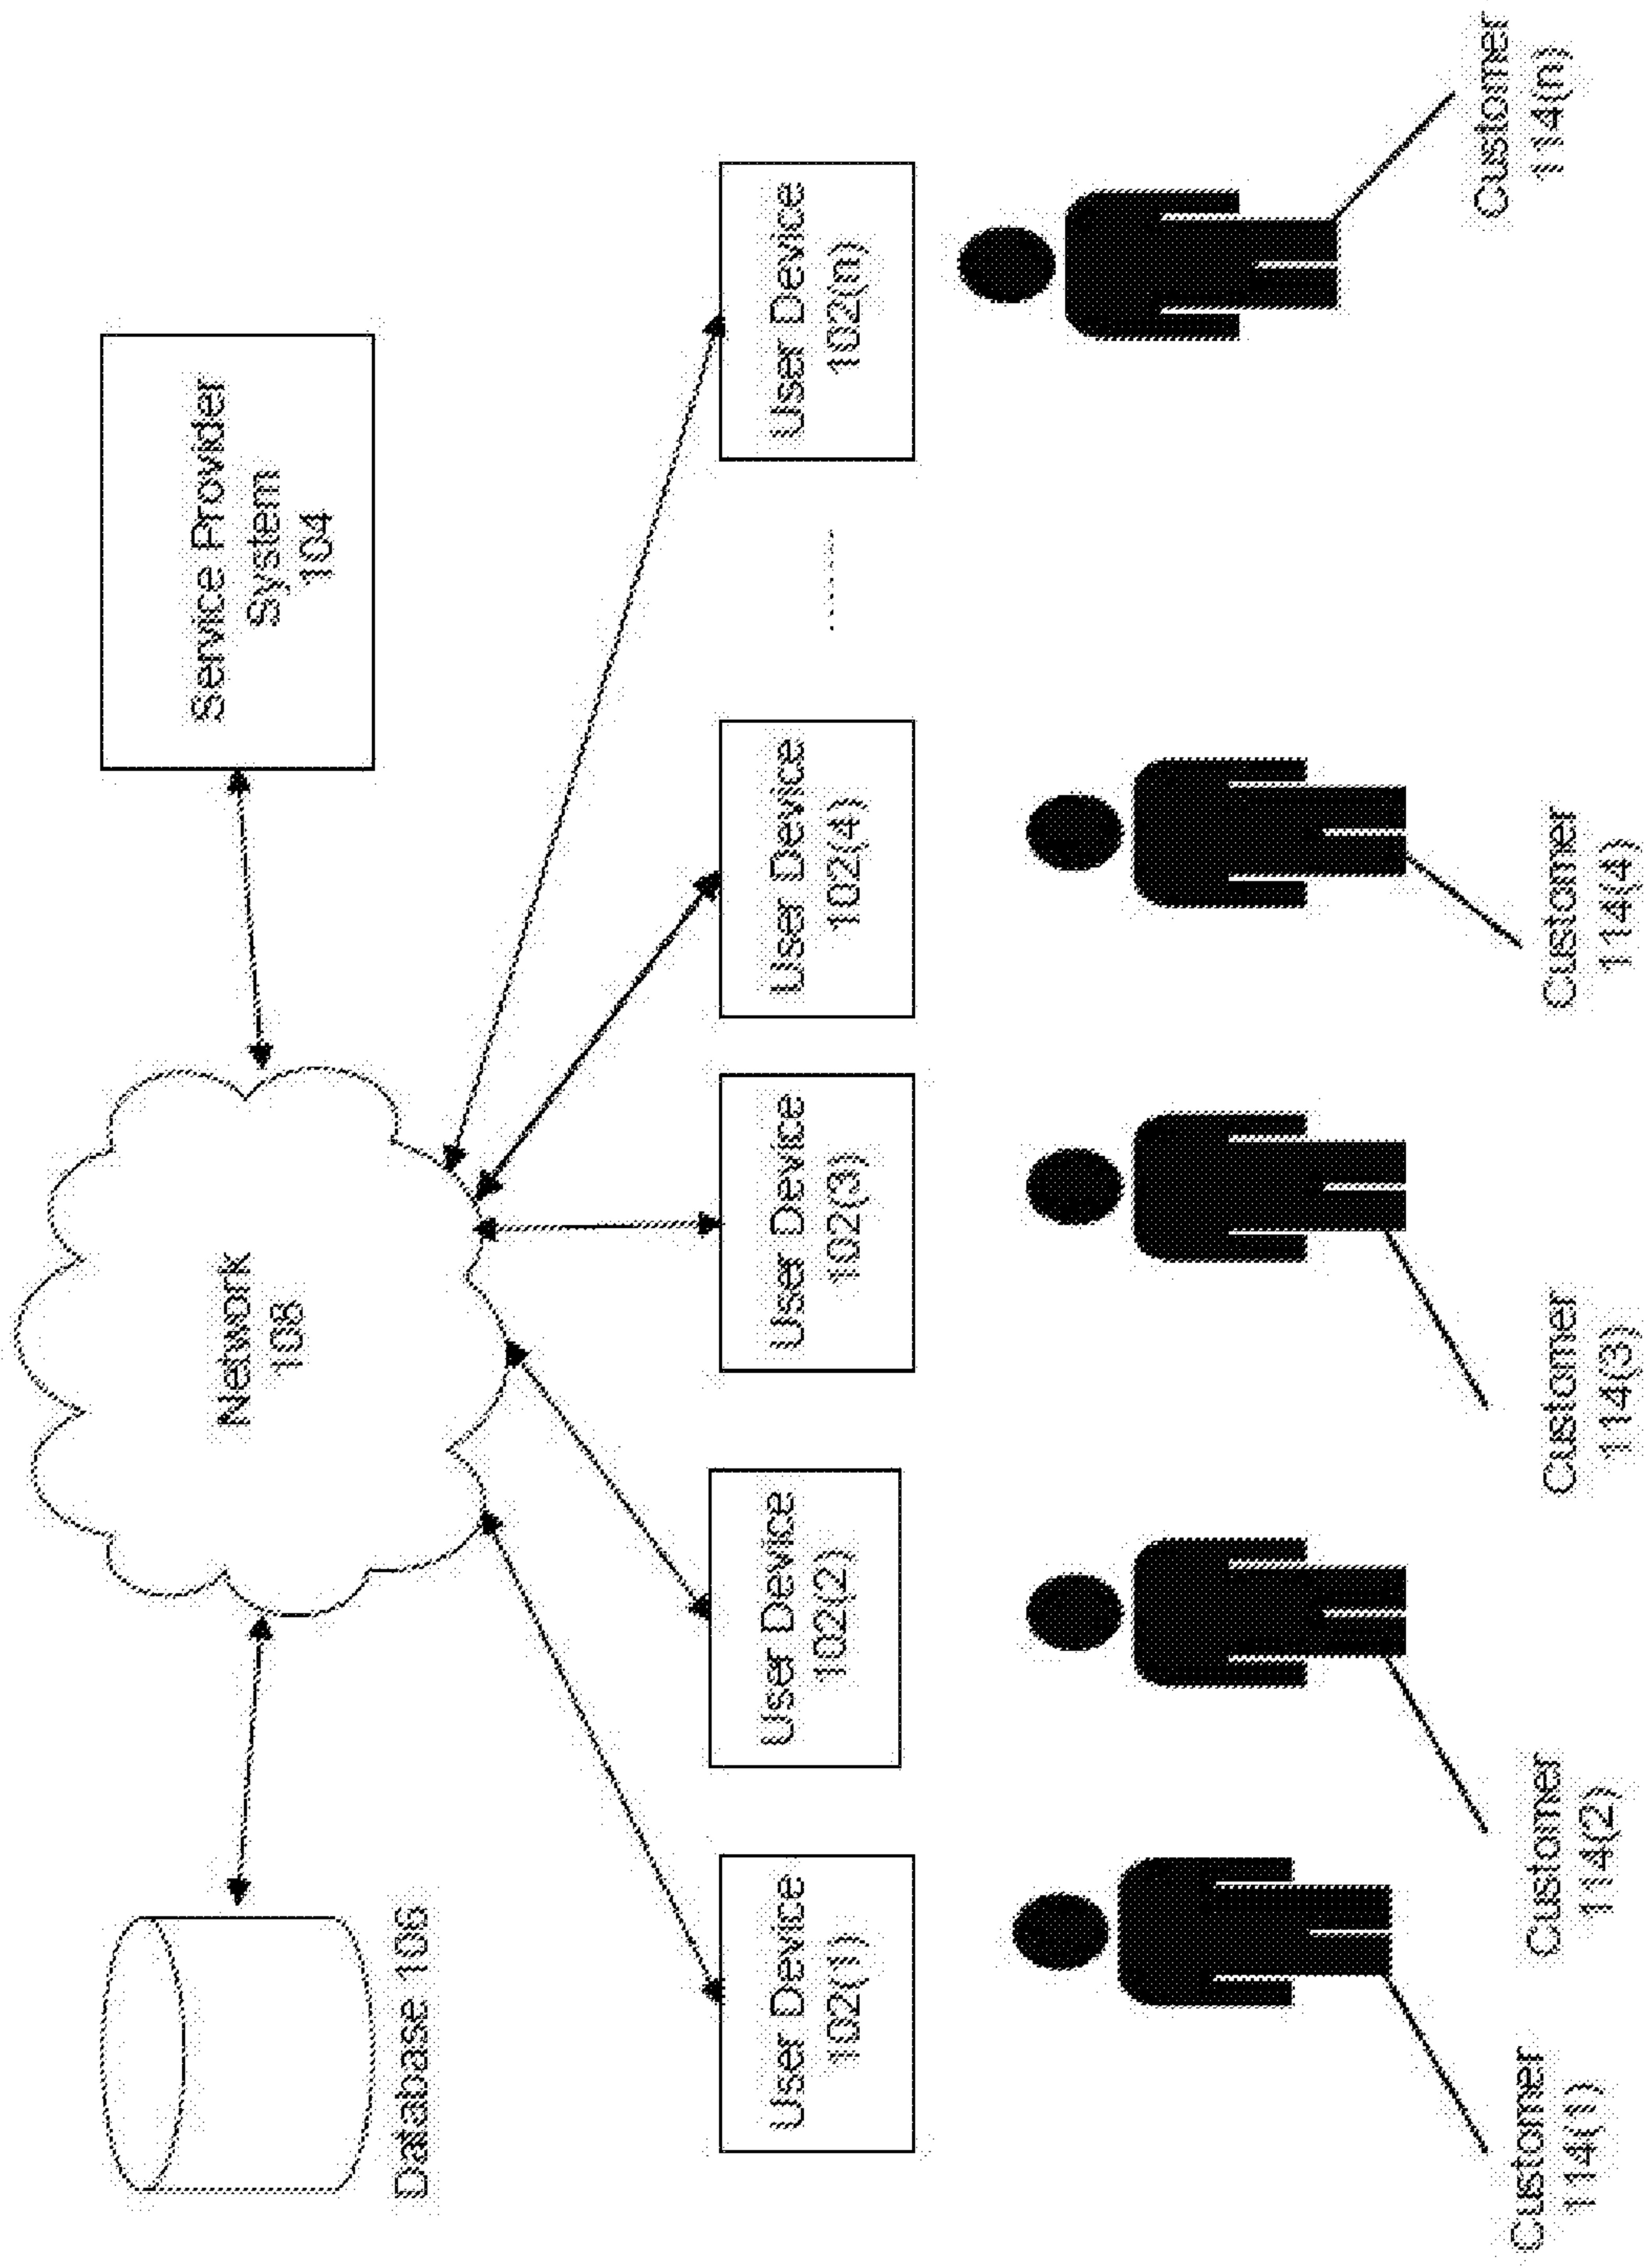 Network
108
Service Provider
System
104
Database 106
User Device
102(1)
User Device
102(2)
User Device
102(3)
User Device
102(4)
User Device
102(n)
Customer
114(1)
Customer
114(2)
Customer
114(3)
Customer
114(4)
Customer
114(n)